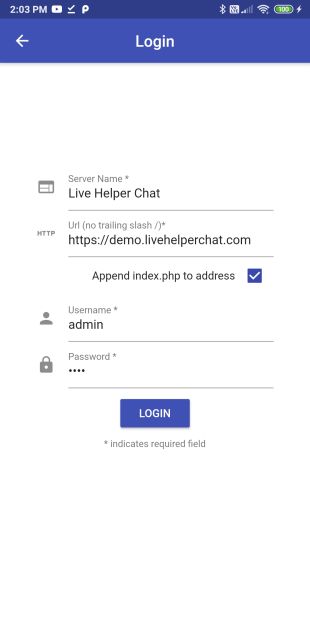 2:03 PM
100
Login
Server Name *
Live Helper Chat
HTTP
Url (no trailing slash /)*
https://demo.livehelperchat.com
Append index.php to address
Username *
admin
Password *
••••
LOGIN
* indicates required field